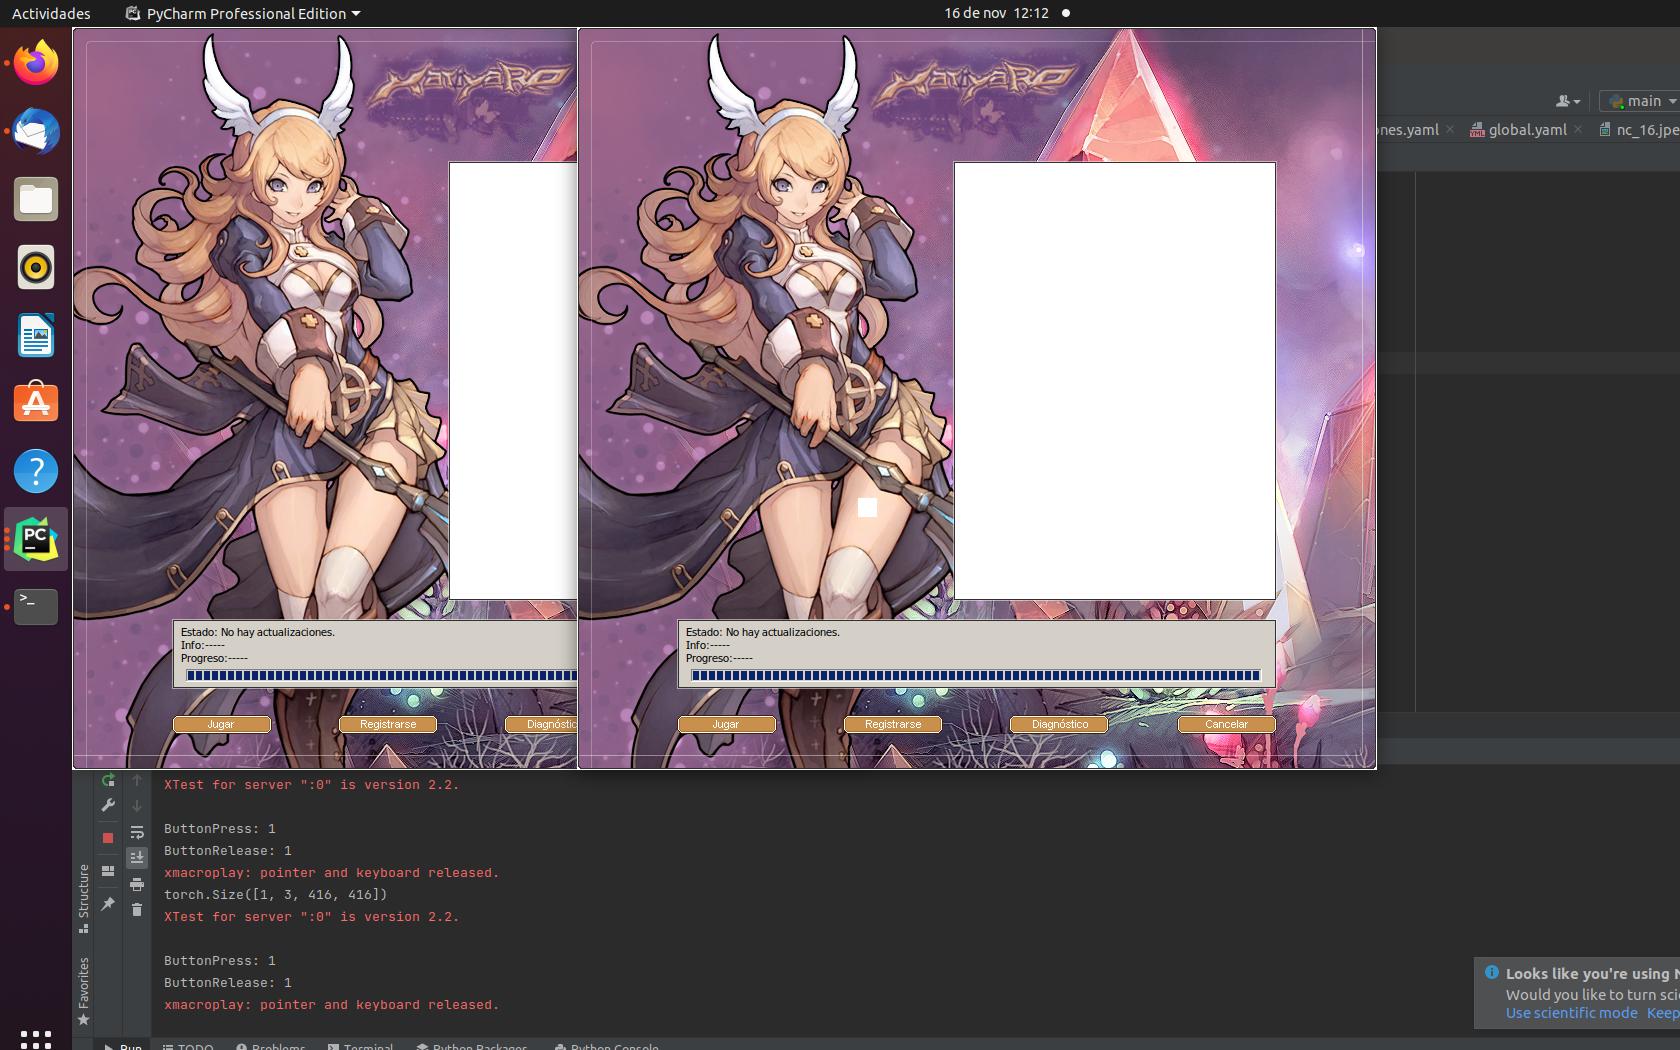 Actividades
PyCharm Professional Edition
16 de nov 12:12
XatiyaRO
XatiyaRO
main
nes.yaml
global.yaml
nc_16.jpe
Estado: No hay actualizaciones.
Info:-----
Progreso:-----
Jugar
Registrarse
Diagnóstic
Estado: No hay actualizaciones.
Info:-----
Progreso:-----
Jugar
Registrarse
Diagnóstico
Cancelar
XTest for server ":0" is version 2.2.
ButtonPress: 1
ButtonRelease: 1
xmacroplay: pointer and keyboard released.
torch.Size([1, 3, 416, 416])
XTest for server ":0" is version 2.2.
ButtonPress: 1
ButtonRelease: 1
xmacroplay: pointer and keyboard released.
Structure
Favorites
PC
>_
Looks like you're using N
Would you like to turn scie
Use scientific mode Keep
Run
TODO
Problems
Terminal
Python Packages
Python Console